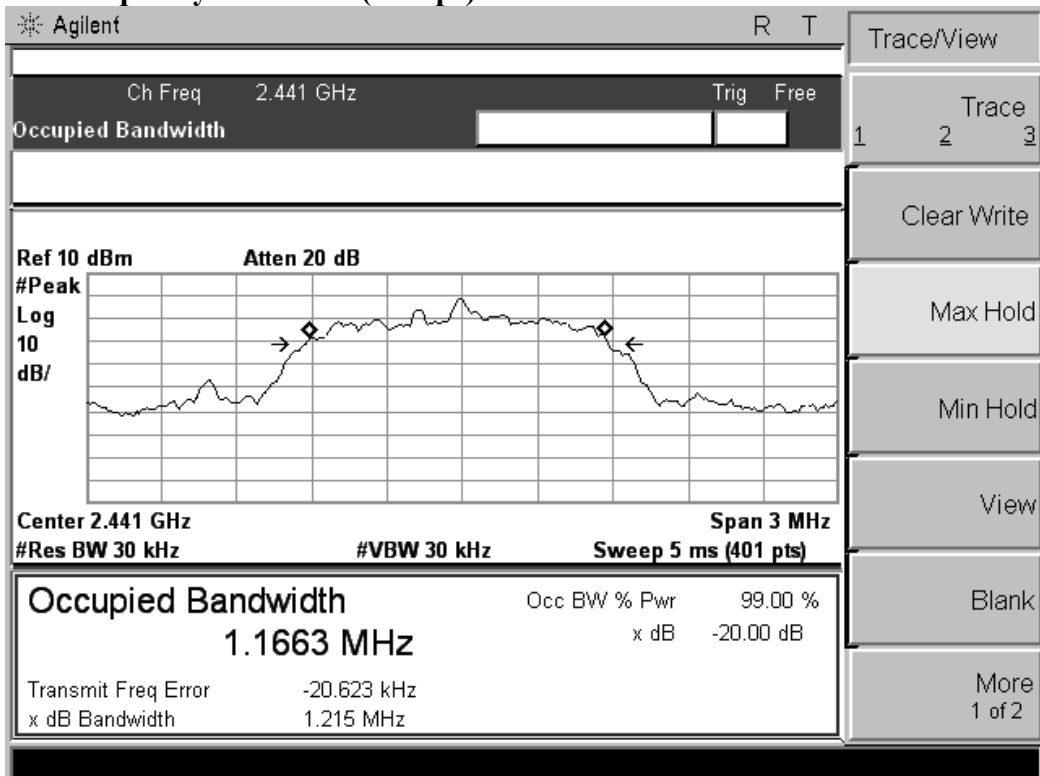 Agilent R T
Trace/View
Ch Freq 2.441 GHz Trig Free
Occupied Bandwidth
Trace
1 2 3
Clear Write
Ref 10 dBm Atten 20 dB
#Peak
Log
10
dB/
Max Hold
Min Hold
Center 2.441 GHz Span 3 MHz
#Res BW 30 kHz #VBW 30 kHz Sweep 5 ms (401 pts)
View
Occupied Bandwidth Occ BW % Pwr 99.00 %
1.1663 MHz x dB -20.00 dB
Blank
Transmit Freq Error -20.623 kHz
x dB Bandwidth 1.215 MHz
More
1 of 2